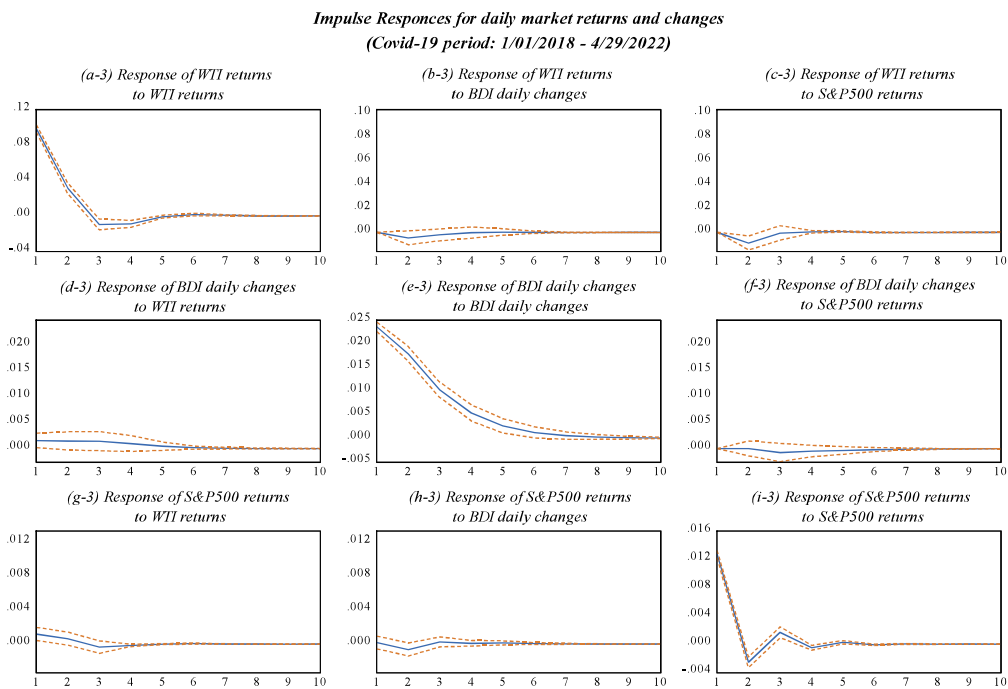 Impulse Responces for daily market returns and changes
(Covid-19 period: 1/01/2018 - 4/29/2022)
(a-3) Response of WTI returns
to WTI returns
.12
.08
.04
.00
-.04
1 2 3 4 5 6 7 8 9 10
(b-3) Response of WTI returns
to BDI daily changes
.10
.08
.06
.04
.02
.00
1 2 3 4 5 6 7 8 9 10
(c-3) Response of WTI returns
to S&P500 returns
.10
.08
.06
.04
.02
.00
1 2 3 4 5 6 7 8 9 10
(d-3) Response of BDI daily changes
to WTI returns
.020
.015
.010
.005
.000
1 2 3 4 5 6 7 8 9 10
(e-3) Response of BDI daily changes
to BDI daily changes
.025
.020
.015
.010
.005
.000
-.005
1 2 3 4 5 6 7 8 9 10
(f-3) Response of BDI daily changes
to S&P500 returns
.020
.015
.010
.005
.000
1 2 3 4 5 6 7 8 9 10
(g-3) Response of S&P500 returns
to WTI returns
.012
.008
.004
.000
1 2 3 4 5 6 7 8 9 10
(h-3) Response of S&P500 returns
to BDI daily changes
.012
.008
.004
.000
1 2 3 4 5 6 7 8 9 10
(i-3) Response of S&P500 returns
to S&P500 returns
.016
.012
.008
.004
.000
-.004
1 2 3 4 5 6 7 8 9 10